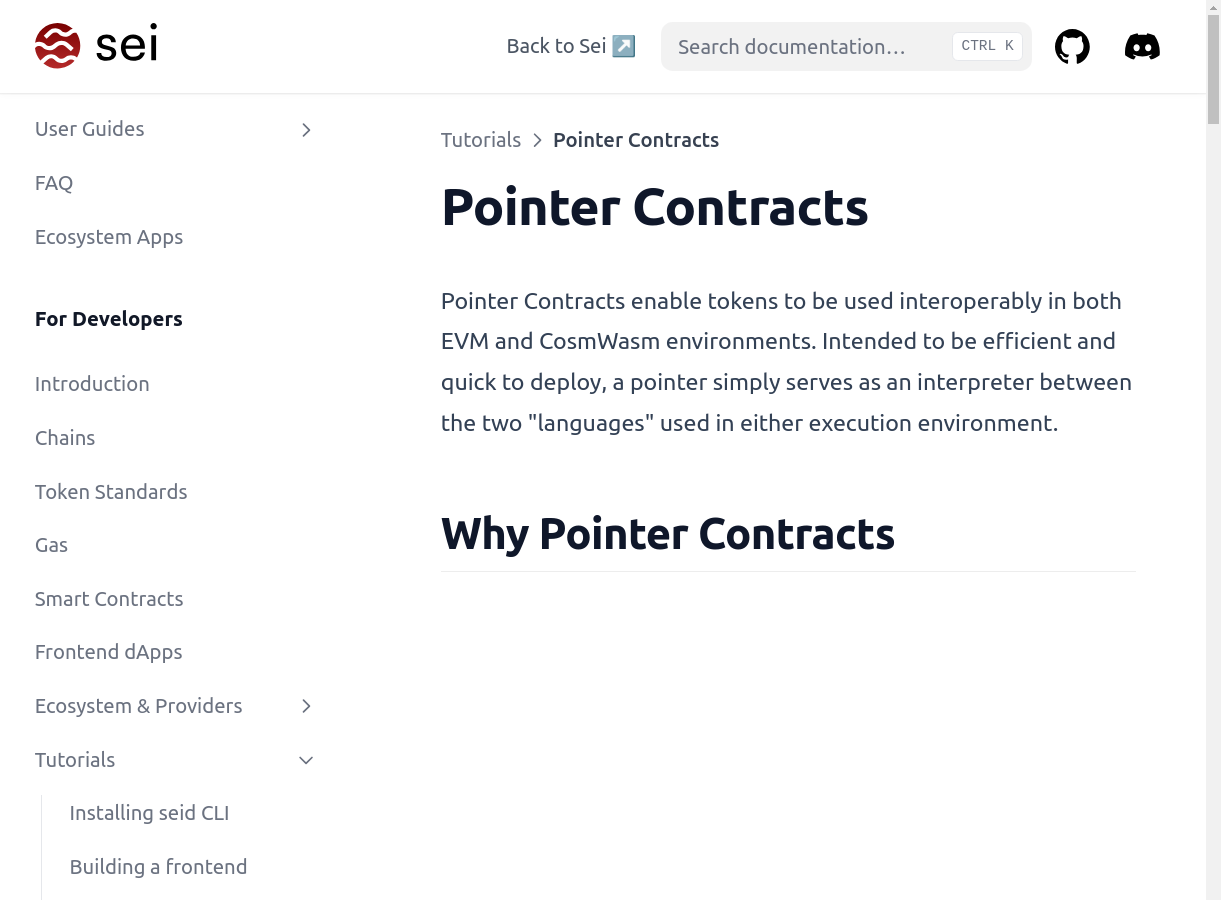 sei
Back to Sei ↗️
Search documentation…
CTRL K
User Guides
FAQ
Ecosystem Apps
For Developers
Introduction
Chains
Token Standards
Gas
Smart Contracts
Frontend dApps
Ecosystem & Providers
Tutorials
Installing seid CLI
Building a frontend
Tutorials > Pointer Contracts
Pointer Contracts
Pointer Contracts enable tokens to be used interoperably in both
EVM and CosmWasm environments. Intended to be efficient and
quick to deploy, a pointer simply serves as an interpreter between
the two "languages" used in either execution environment.
Why Pointer Contracts